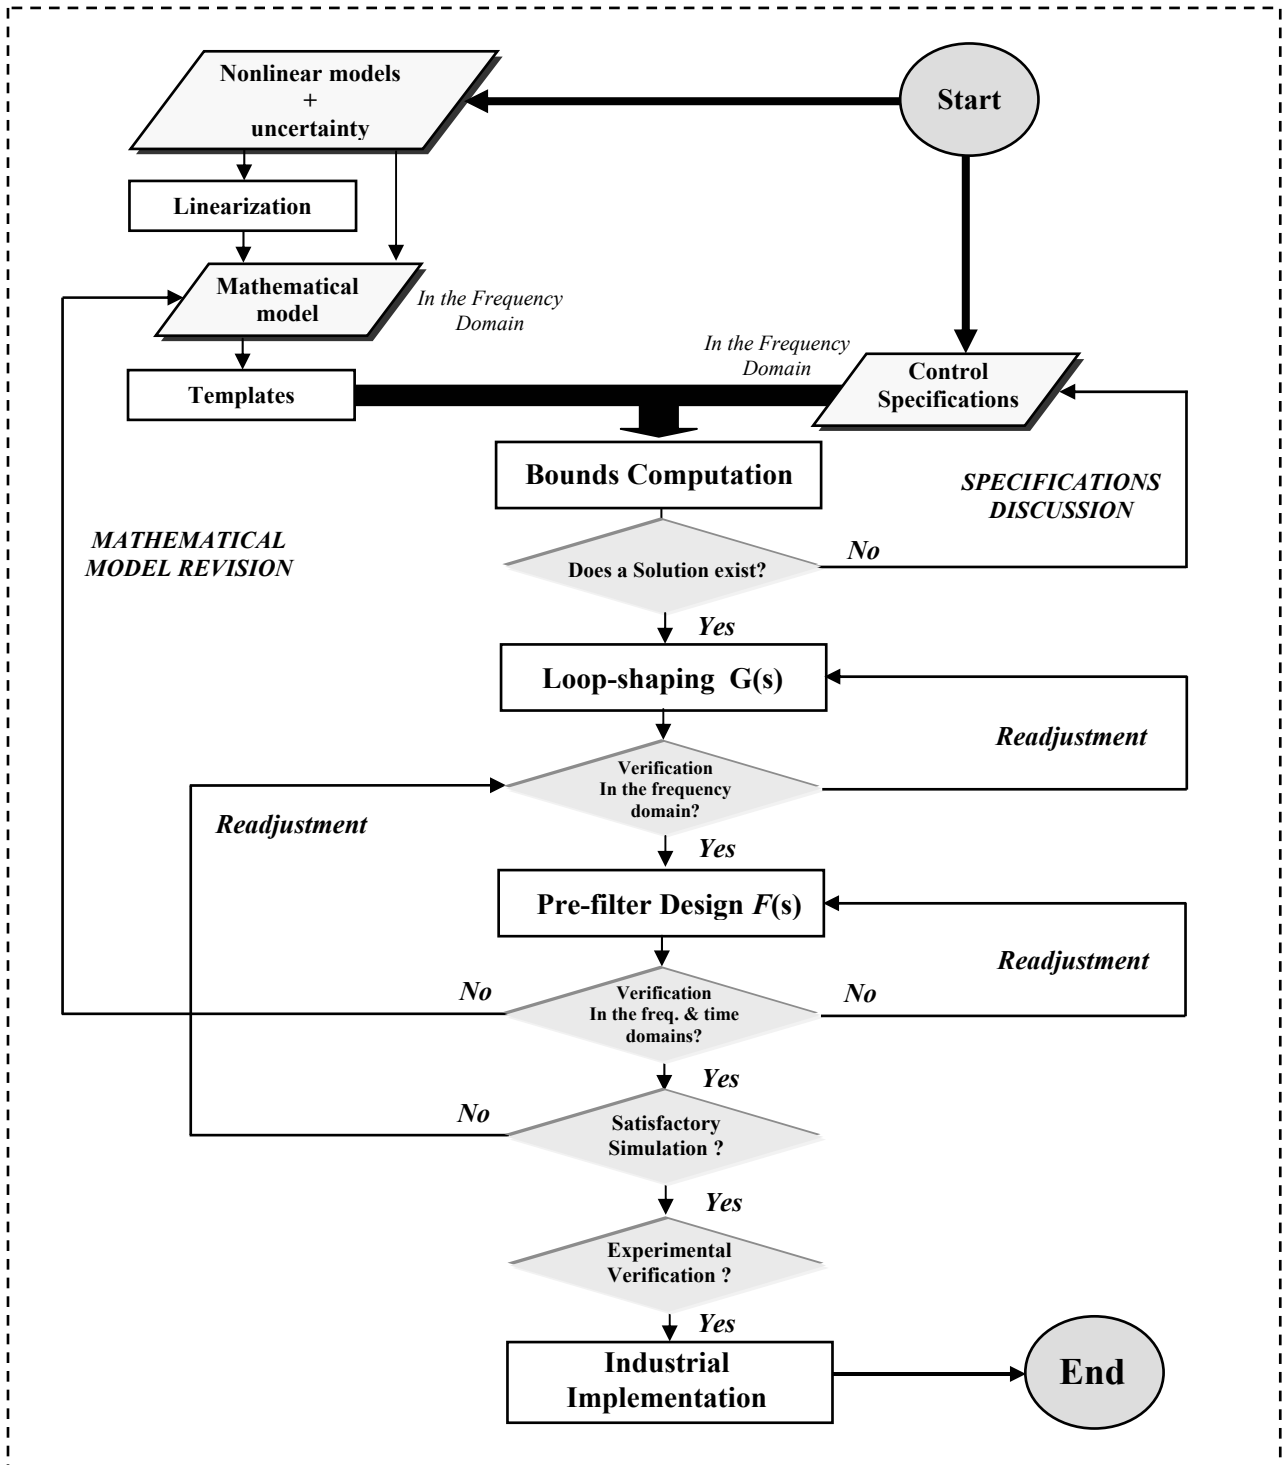 Nonlinear models
+
uncertainty
Start
Linearization
Mathematical
model
In the Frequency
Domain
In the Frequency
Domain
Control
Specifications
Templates
Bounds Computation
SPECIFICATIONS
DISCUSSION
MATHEMATICAL
MODEL REVISION
Does a Solution exist?
No
Yes
Loop-shaping G(s)
Readjustment
Verification
In the frequency
domain?
Readjustment
Yes
Pre-filter Design F(s)
Readjustment
No
Verification
In the freq. & time
domains?
No
Yes
No
Satisfactory
Simulation ?
Yes
Experimental
Verification ?
Yes
Industrial
Implementation
End